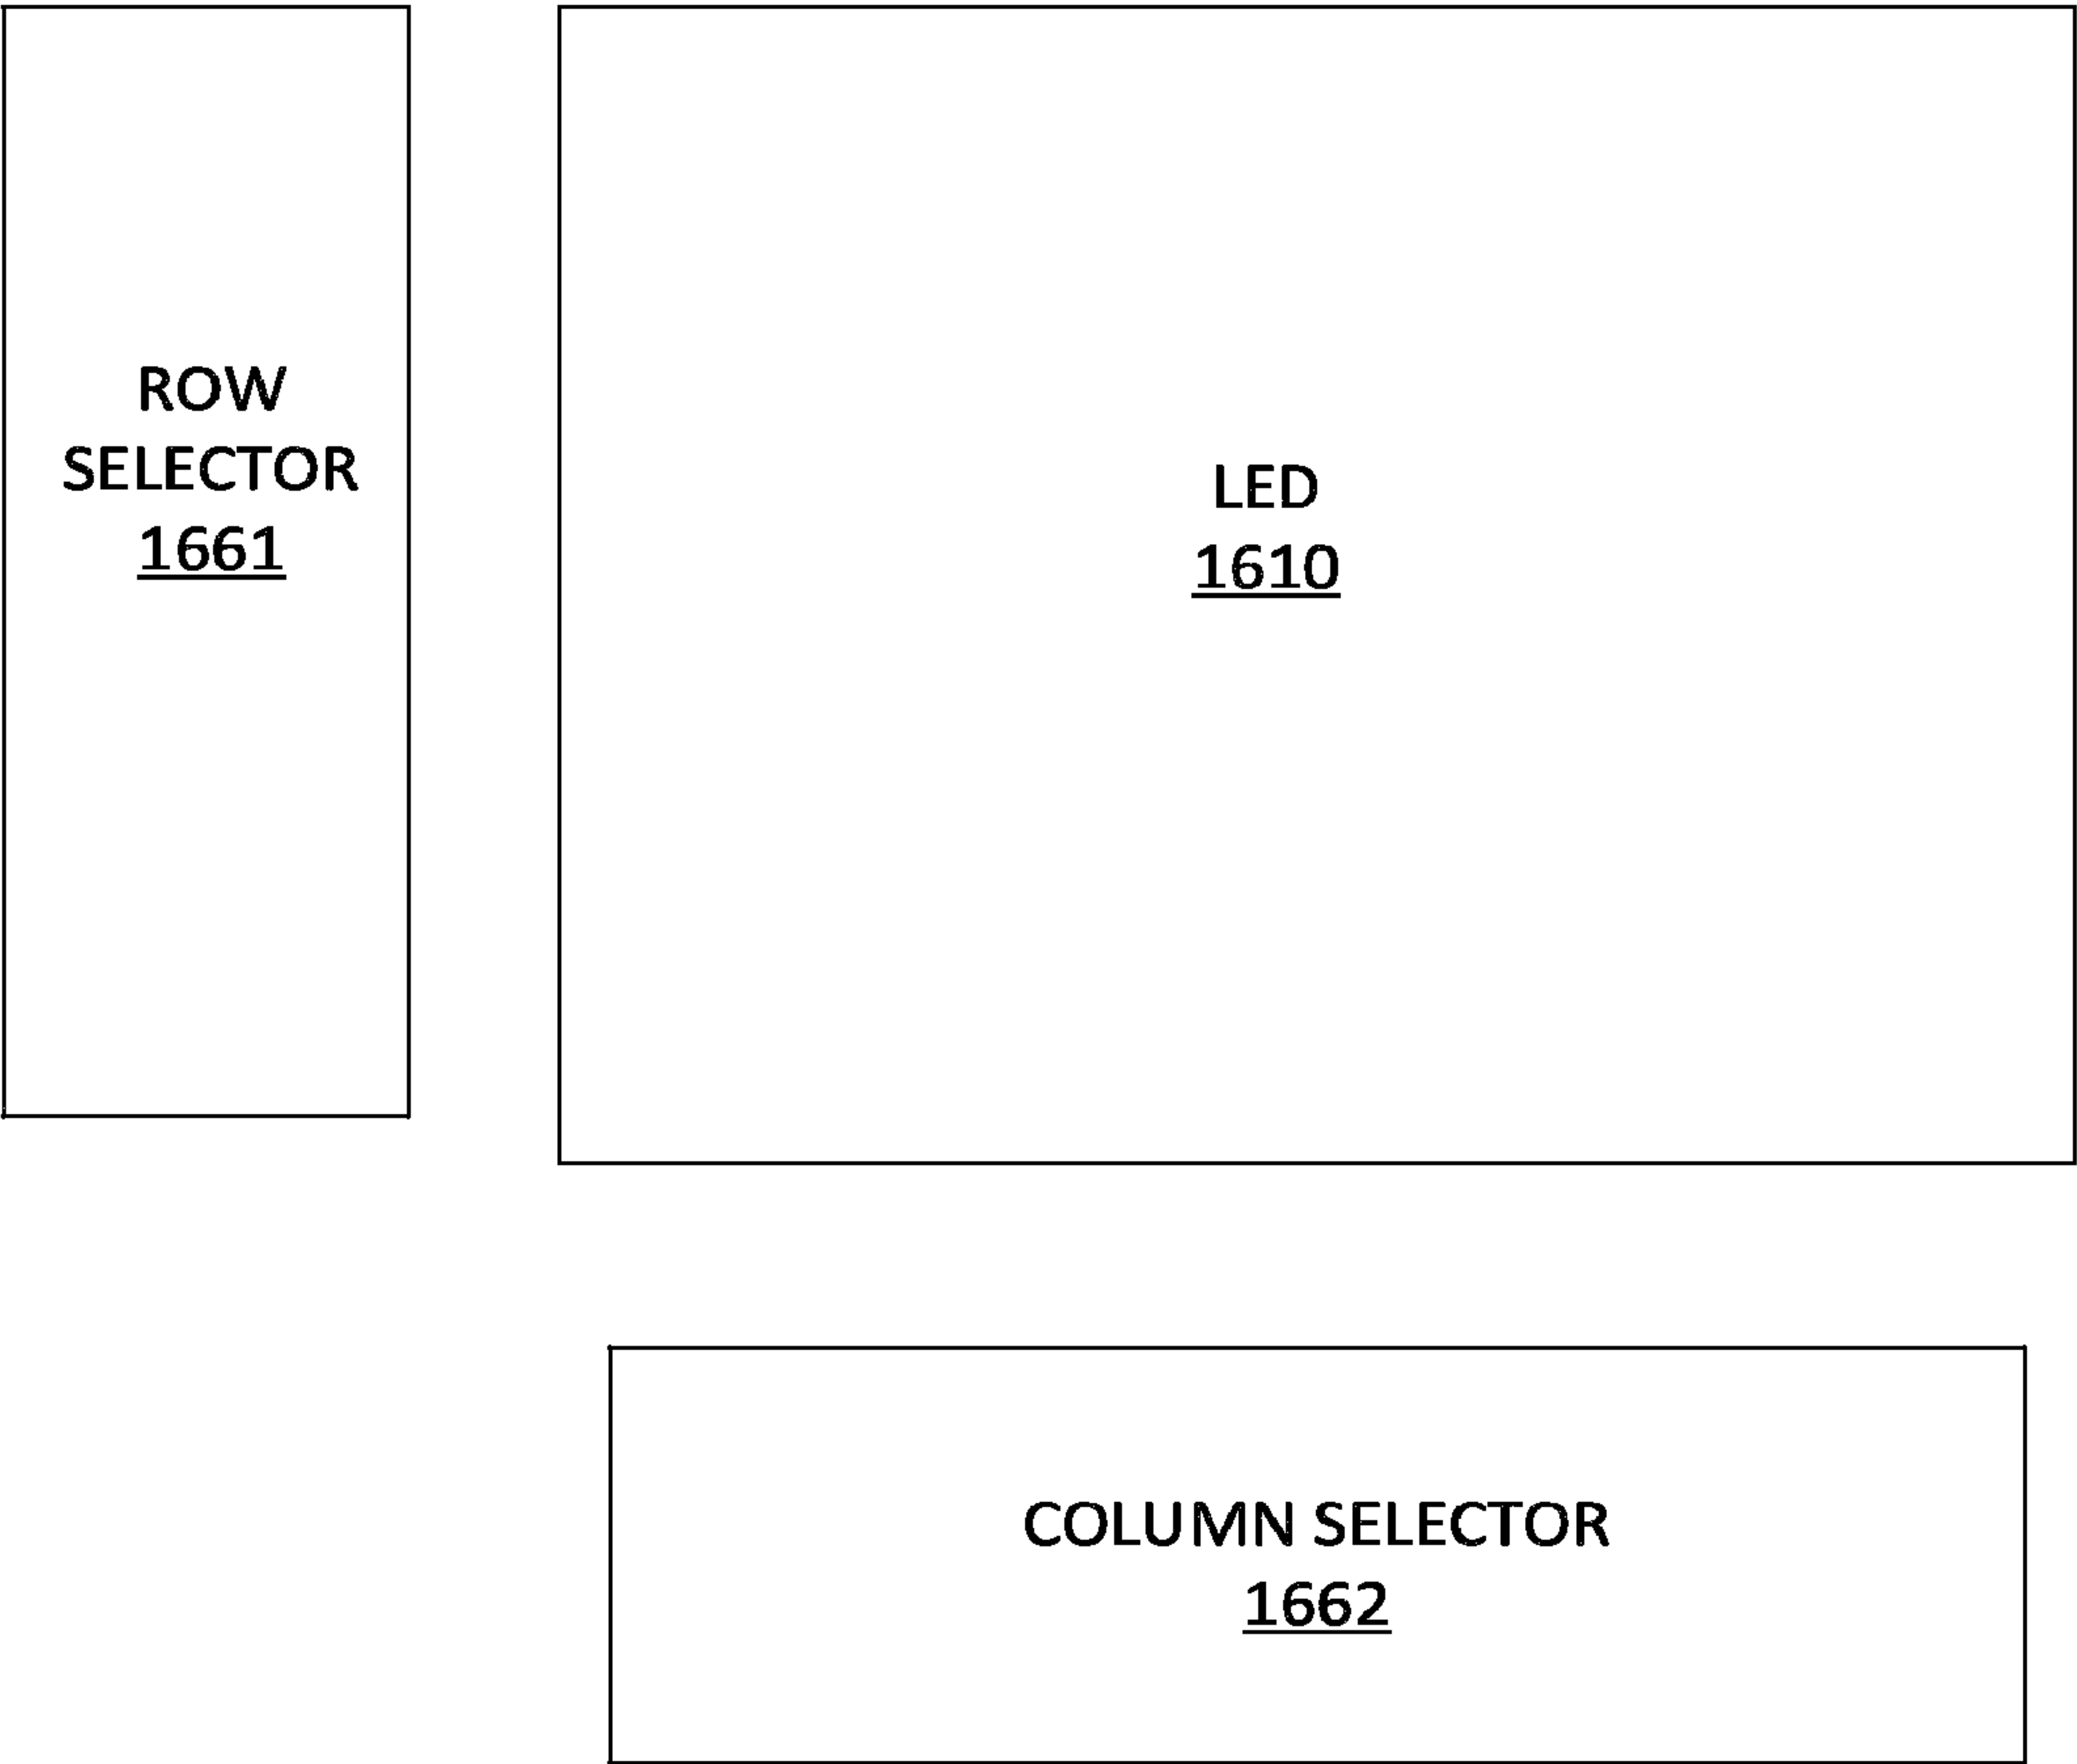 ROW
SELECTOR
1661
LED
1610
COLUMN SELECTOR
1662